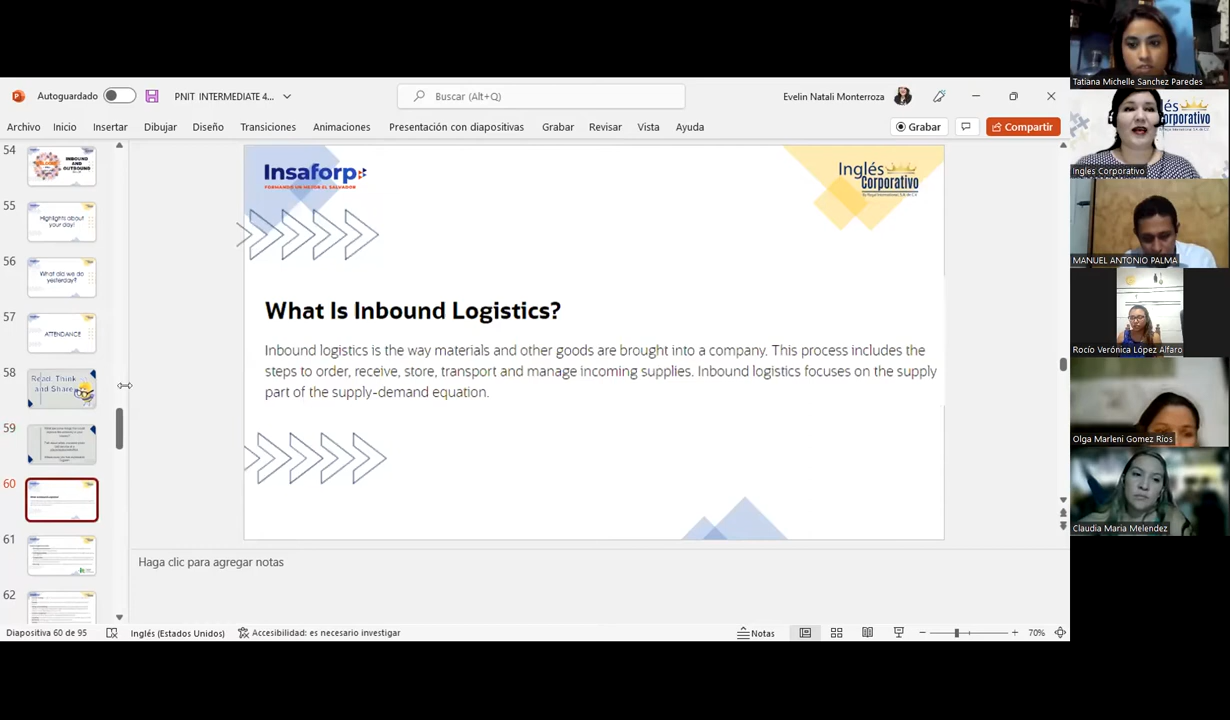 Autoguardado
PNIT INTERMEDIATE 4...
Buscar (Alt+Q)
Evelin Natali Monterroza
Archivo Inicio Insertar Dibujar Diseño Transiciones Animaciones Presentación con diapositivas Grabar Revisar Vista Ayuda
Grabar
Compartir
54
INBOUND
AND
OUTBOUND
55
Highlights about
your day!
56
What did we do
yesterday?
57
ATTENDANCE
58
Read, Think
and Share
59
60
61
62
Insaforp
FORMANDO UN MEJOR EL SALVADOR
Inglés
Corporativo
What Is Inbound Logistics?
Inbound logistics is the way materials and other goods are brought into a company. This process includes the
steps to order, receive, store, transport and manage incoming supplies. Inbound logistics focuses on the supply
part of the supply-demand equation.
Haga clic para agregar notas
Diapositiva 60 de 95
Inglés (Estados Unidos)
Accesibilidad: es necesario investigar
Notas
70%
Tatiana Michelle Sanchez Paredes
Ingles Corporativo
MANUEL ANTONIO PALMA
Rocío Verónica López Alfaro
Olga Marleni Gomez Rios
Claudia Maria Melendez